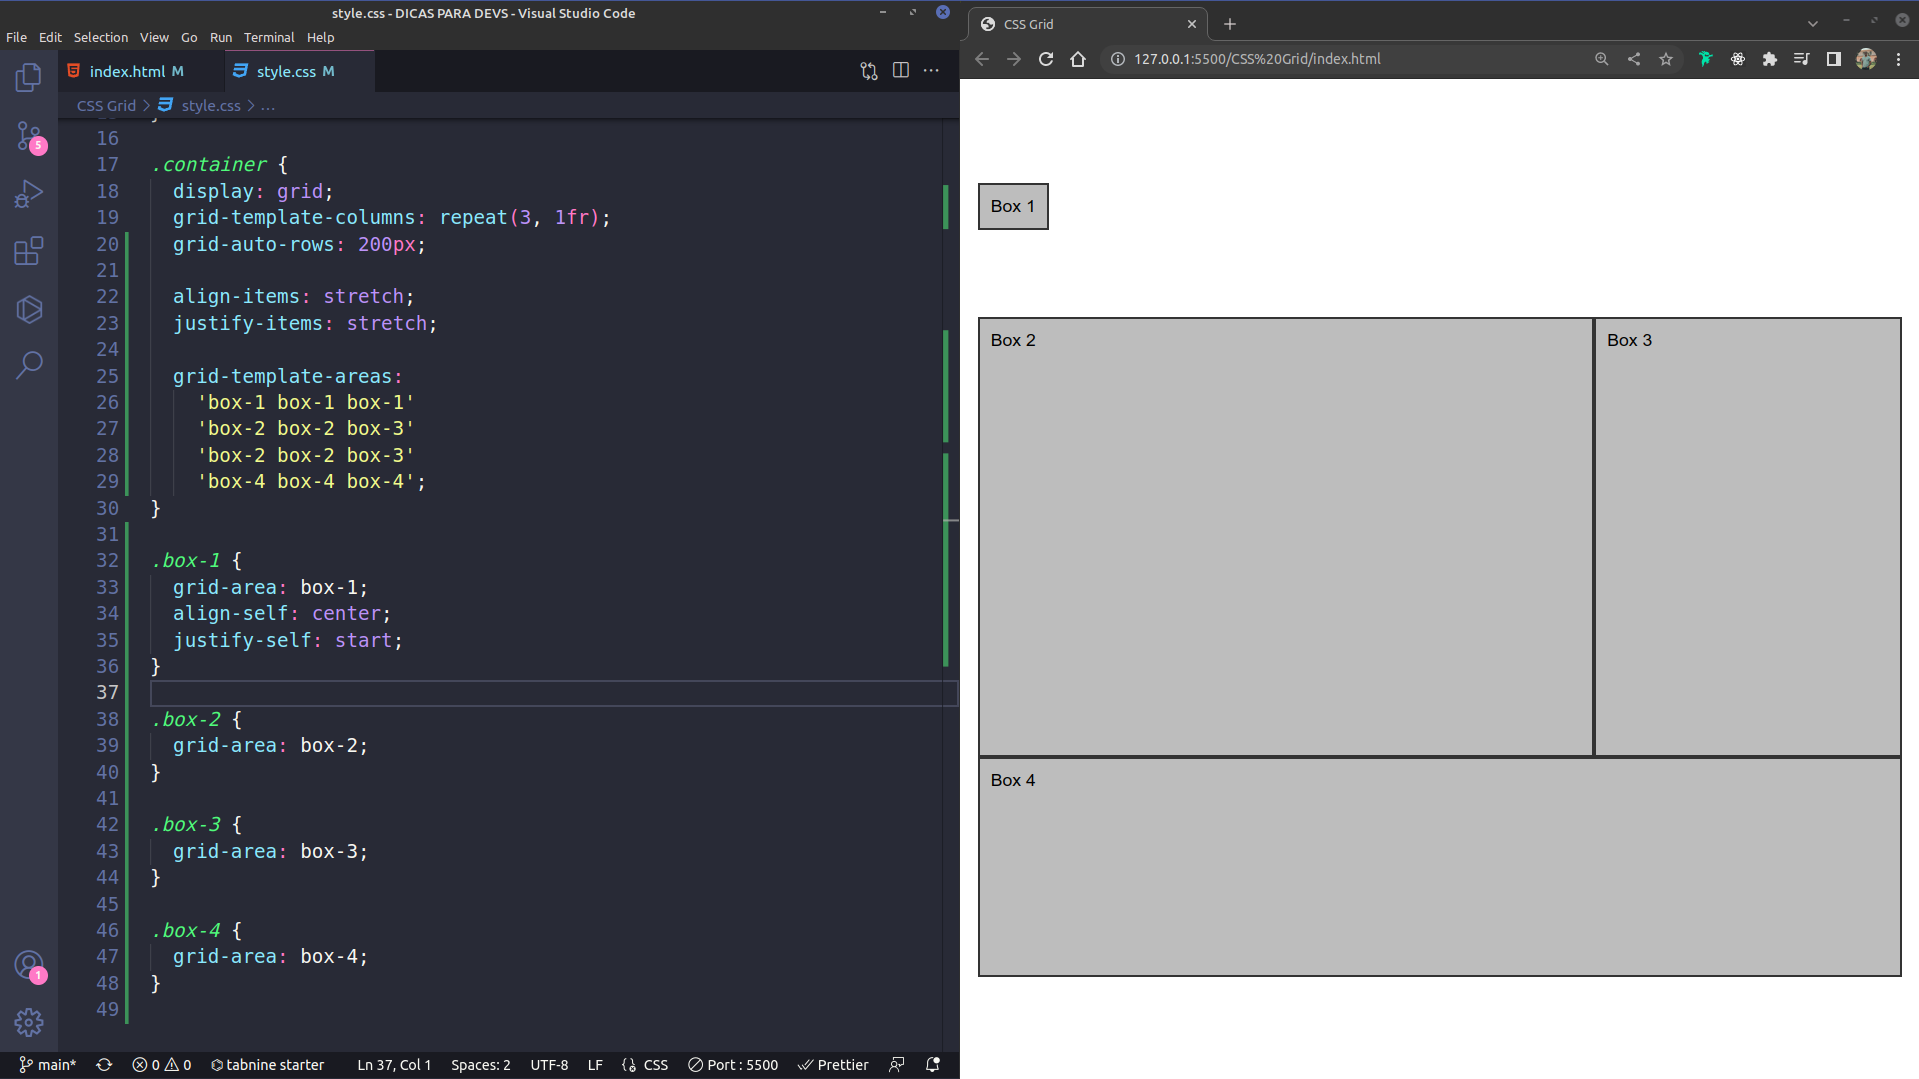 style.css - DICAS PARA DEVS - Visual Studio Code
File Edit Selection View Go Run Terminal Help
index.html M
style.css M
CSS Grid > style.css > ...
16
17 .container {
18 display: grid;
19 grid-template-columns: repeat(3, 1fr);
20 grid-auto-rows: 200px;
21
22 align-items: stretch;
23 justify-items: stretch;
24
25 grid-template-areas:
26 'box-1 box-1 box-1'
27 'box-2 box-2 box-3'
28 'box-2 box-2 box-3'
29 'box-4 box-4 box-4';
30 }
31
32 .box-1 {
33 grid-area: box-1;
34 align-self: center;
35 justify-self: start;
36 }
37
38 .box-2 {
39 grid-area: box-2;
40 }
41
42 .box-3 {
43 grid-area: box-3;
44 }
45
46 .box-4 {
47 grid-area: box-4;
48 }
49
5
1
main* 0 0 tabnine starter Ln 37, Col 1 Spaces: 2 UTF-8 LF CSS Port : 5500 Prettier
CSS Grid
127.0.0.1:5500/CSS%20Grid/index.html
Box 1
Box 2
Box 3
Box 4